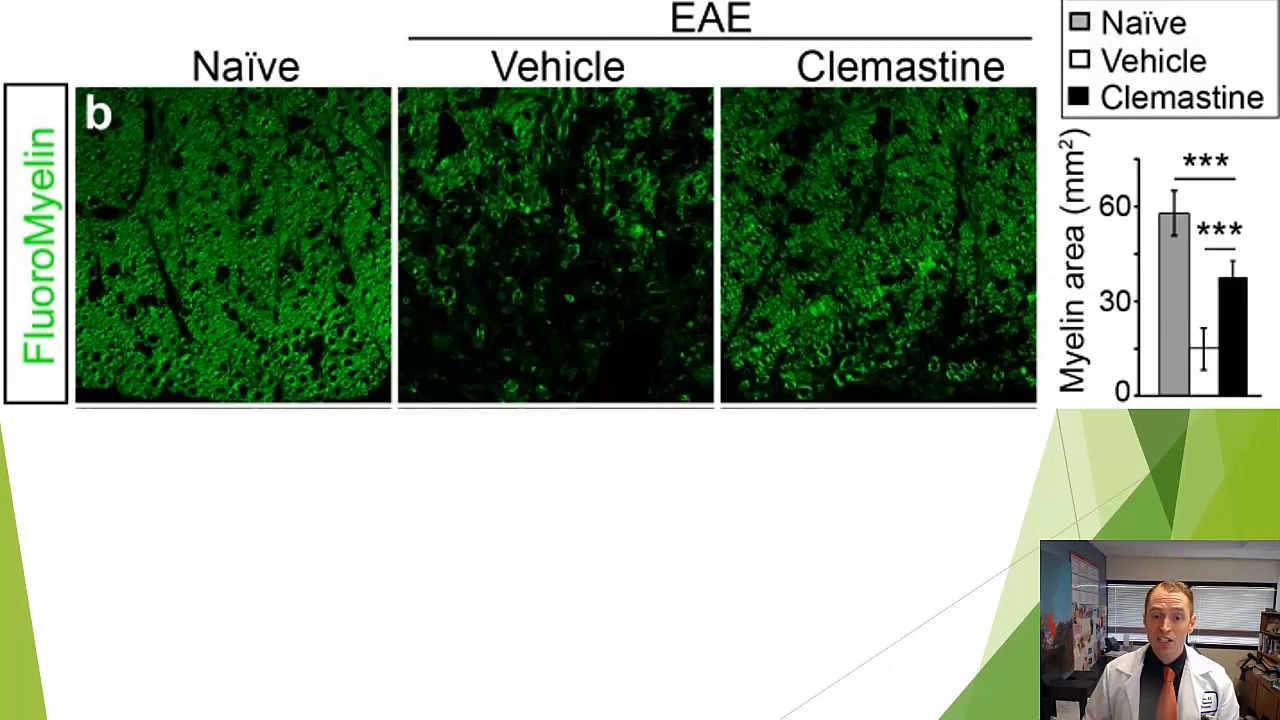 EAE
Naïve
Vehicle
Clemastine
FluoroMyelin
b
Naïve
Vehicle
Clemastine
Myelin area (mm²)
60
30
0
***
***